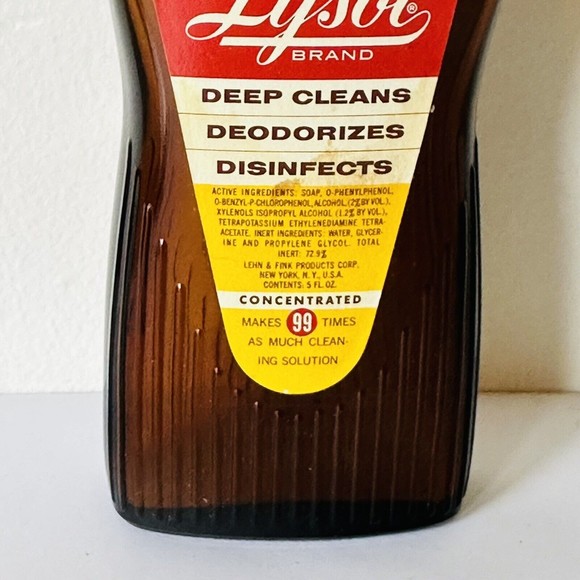 Lysol®
BRAND
DEEP CLEANS
DEODORIZES
DISINFECTS
ACTIVE INGREDIENTS: SOAP, O-PHENYLPHENOL,
O-BENZYL-P-CHLOROPHENOL, ALCOHOL (2% BY VOL.),
XYLENOLS ISOPROPYL ALCOHOL (1.2% BY VOL.),
TETRAPOTASSIUM ETHYLENEDIAMINE TETRA-
ACETATE. INERT INGREDIENTS: WATER, GLYCER-
INE AND PROPYLENE GLYCOL. TOTAL
INERT: 72.9%
LEHN & FINK PRODUCTS CORP.
NEW YORK, N.Y., U.S.A.
CONTENTS: 5 FL. OZ.
CONCENTRATED
MAKES 99 TIMES
AS MUCH CLEAN-
ING SOLUTION